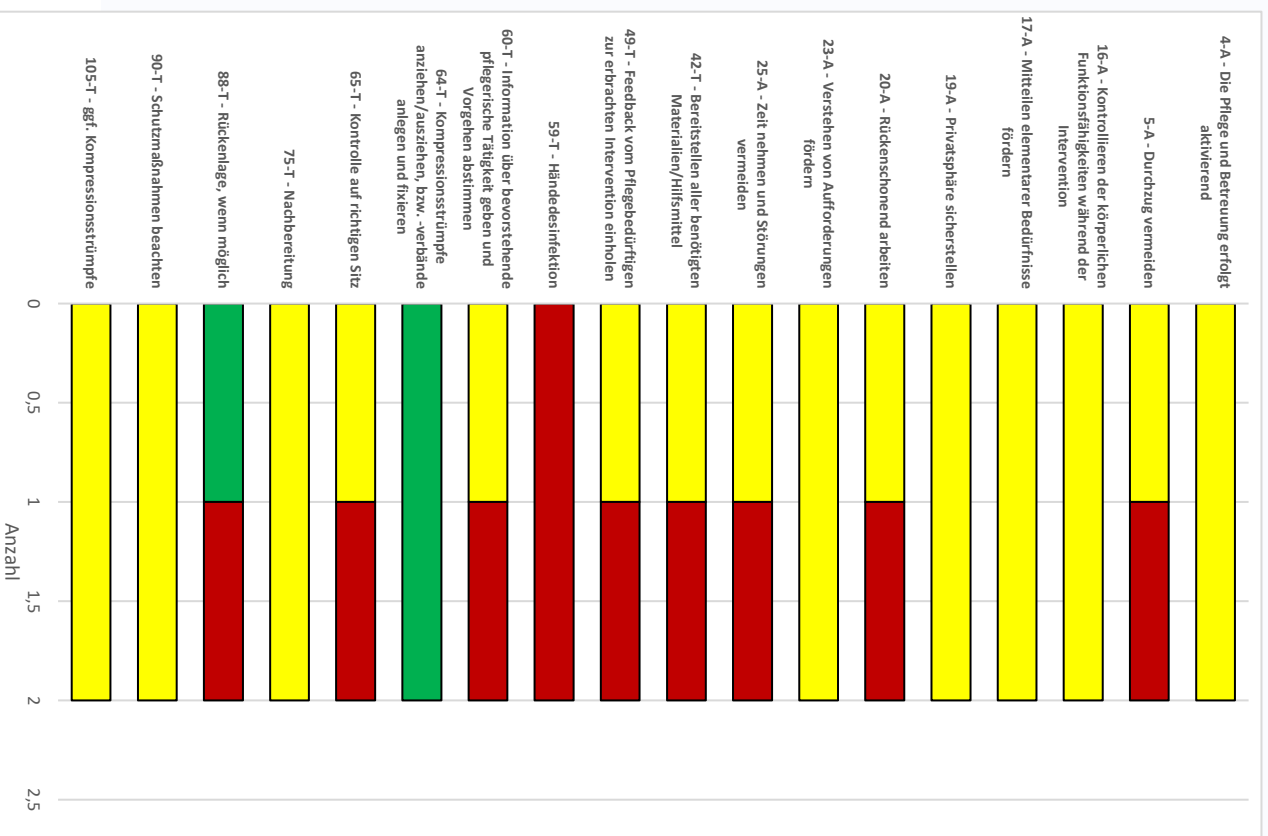 4-A - Die Pflege und Betreuung erfolgt
aktivierend
5-A - Durchzug vermeiden
16-A - Kontrollieren der körperlichen
Funktionsfähigkeiten während der
Intervention
17-A - Mitteilen elementarer Bedürfnisse
fördern
19-A - Privatsphäre sicherstellen
20-A - Rückenschonend arbeiten
23-A - Verstehen von Aufforderungen
fördern
25-A - Zeit nehmen und Störungen
vermeiden
42-T - Bereitstellen aller benötigten
Materialien/Hilfsmittel
49-T - Feedback vom Pflegebedürftigen
zur erbrachten Intervention einholen
59-T - Händedesinfektion
60-T - Information über bevorstehende
pflegerische Tätigkeit geben und
Vorgehen abstimmen
64-T - Kompressionsstrümpfe
anziehen/ausziehen, bzw. -verbände
anlegen und fixieren
65-T - Kontrolle auf richtigen Sitz
75-T - Nachbereitung
88-T - Rückenlage, wenn möglich
90-T - Schutzmaßnahmen beachten
105-T - ggf. Kompressionsstrümpfe
0
0,5
1
1,5
2
2,5
Anzahl